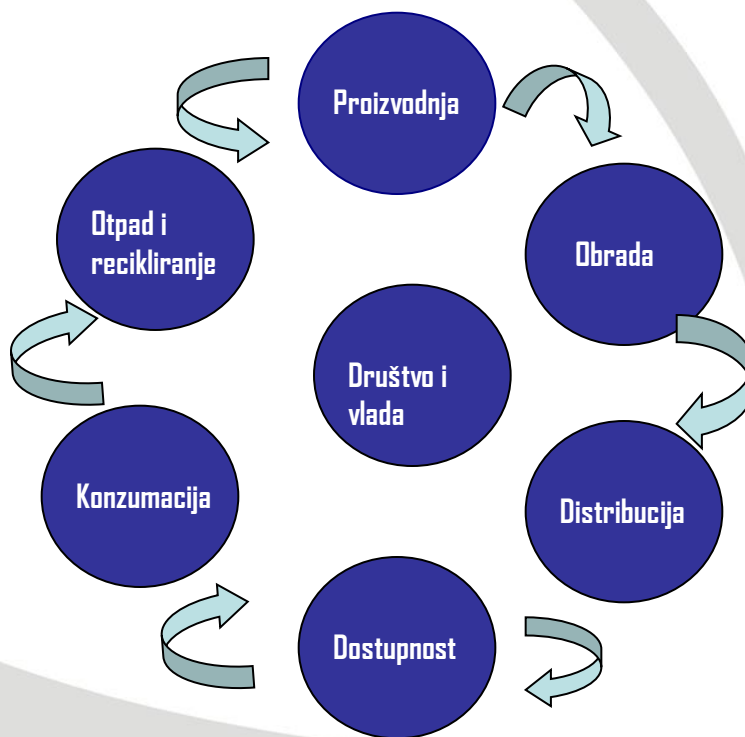 Proizvodnja
Otpad i
recikliranje
Obrada
Društvo i
vlada
Konzumacija
Distribucija
Dostupnost